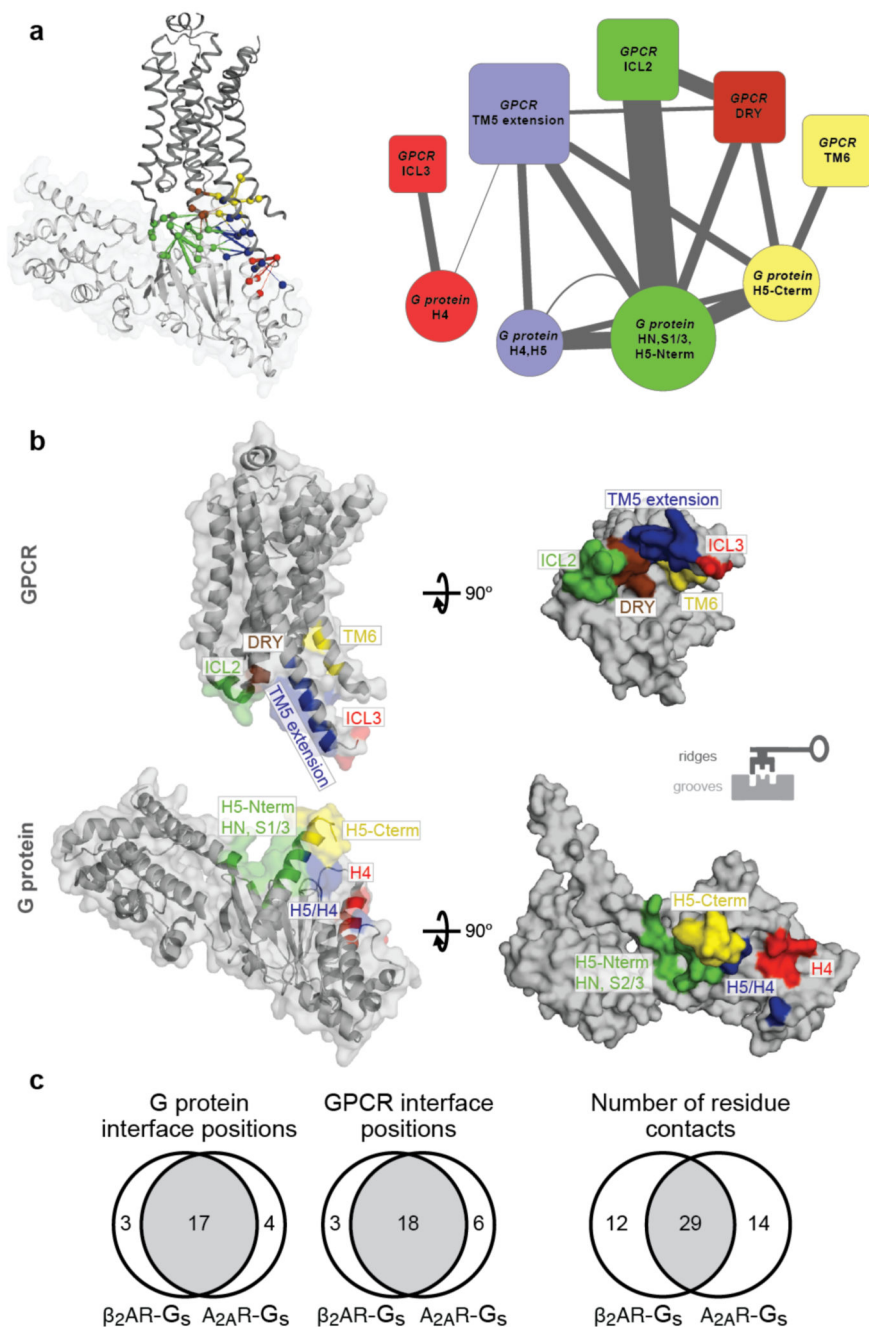 a
GPCR
ICL2
GPCR
TM5 extension
GPCR
DRY
GPCR
TM6
GPCR
ICL3
G protein
H4
G protein
H4,H5
G protein
HN,S1/3,
H5-Nterm
G protein
H5-Cterm
b
GPCR
DRY
TM6
ICL2
TM5 extension
ICL3
90º
TM5 extension
ICL2
ICL3
DRY
TM6
ridges
grooves
G protein
H5-Nterm
HN, S1/3
H5-Cterm
H4
H5/H4
90º
H5-Cterm
H5-Nterm
HN, S2/3
H5/H4
H4
c
G protein
interface positions
3
17
4
β₂AR-Gs
A₂ₐR-Gs
GPCR interface
positions
3
18
6
β₂AR-Gs
A₂ₐR-Gs
Number of residue
contacts
12
29
14
β₂AR-Gs
A₂ₐR-Gs